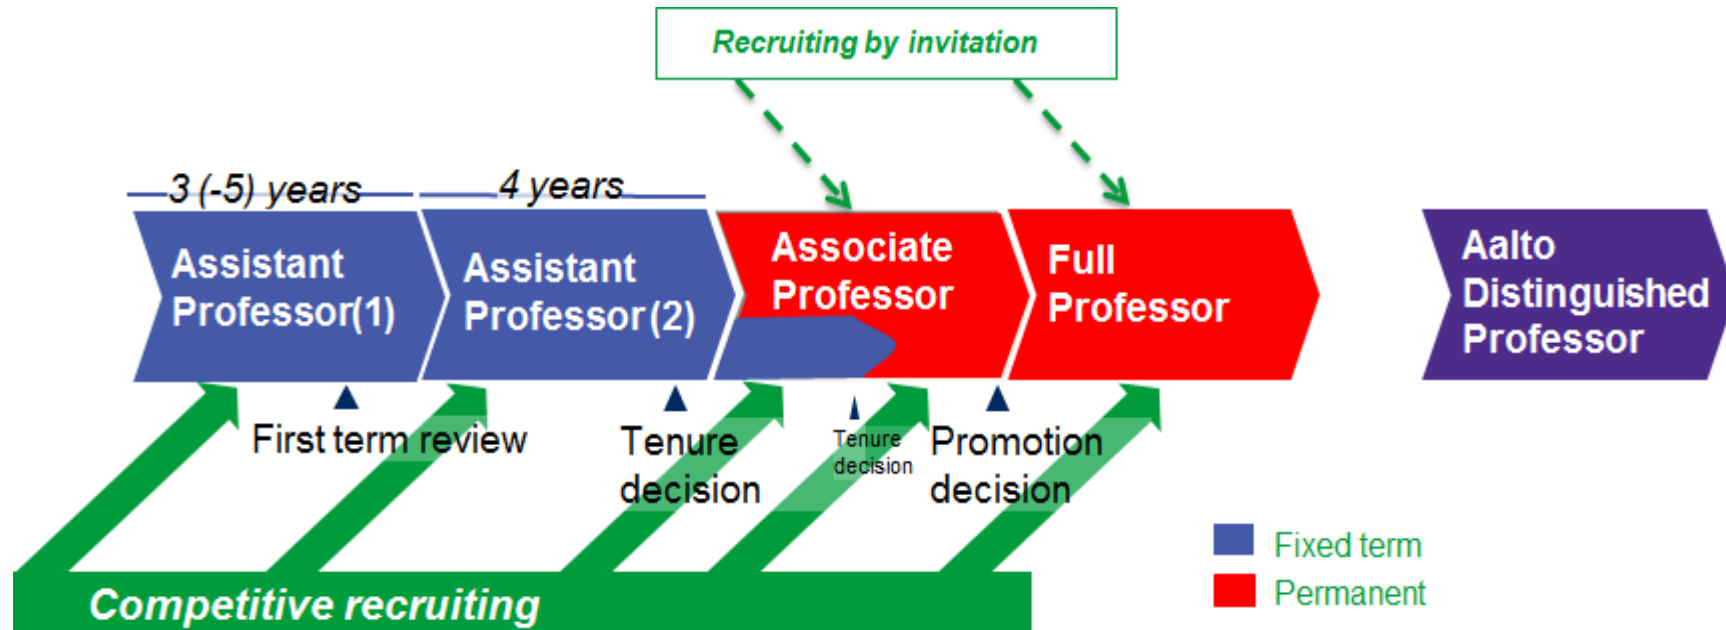 Recruiting by invitation
3 (-5) years
4 years
Assistant
Professor(1)
Assistant
Professor (2)
Associate
Professor
Full
Professor
Aalto
Distinguished
Professor
First term review
Tenure
decision
Tenure
decision
Promotion
decision
Fixed term
Permanent
Competitive recruiting